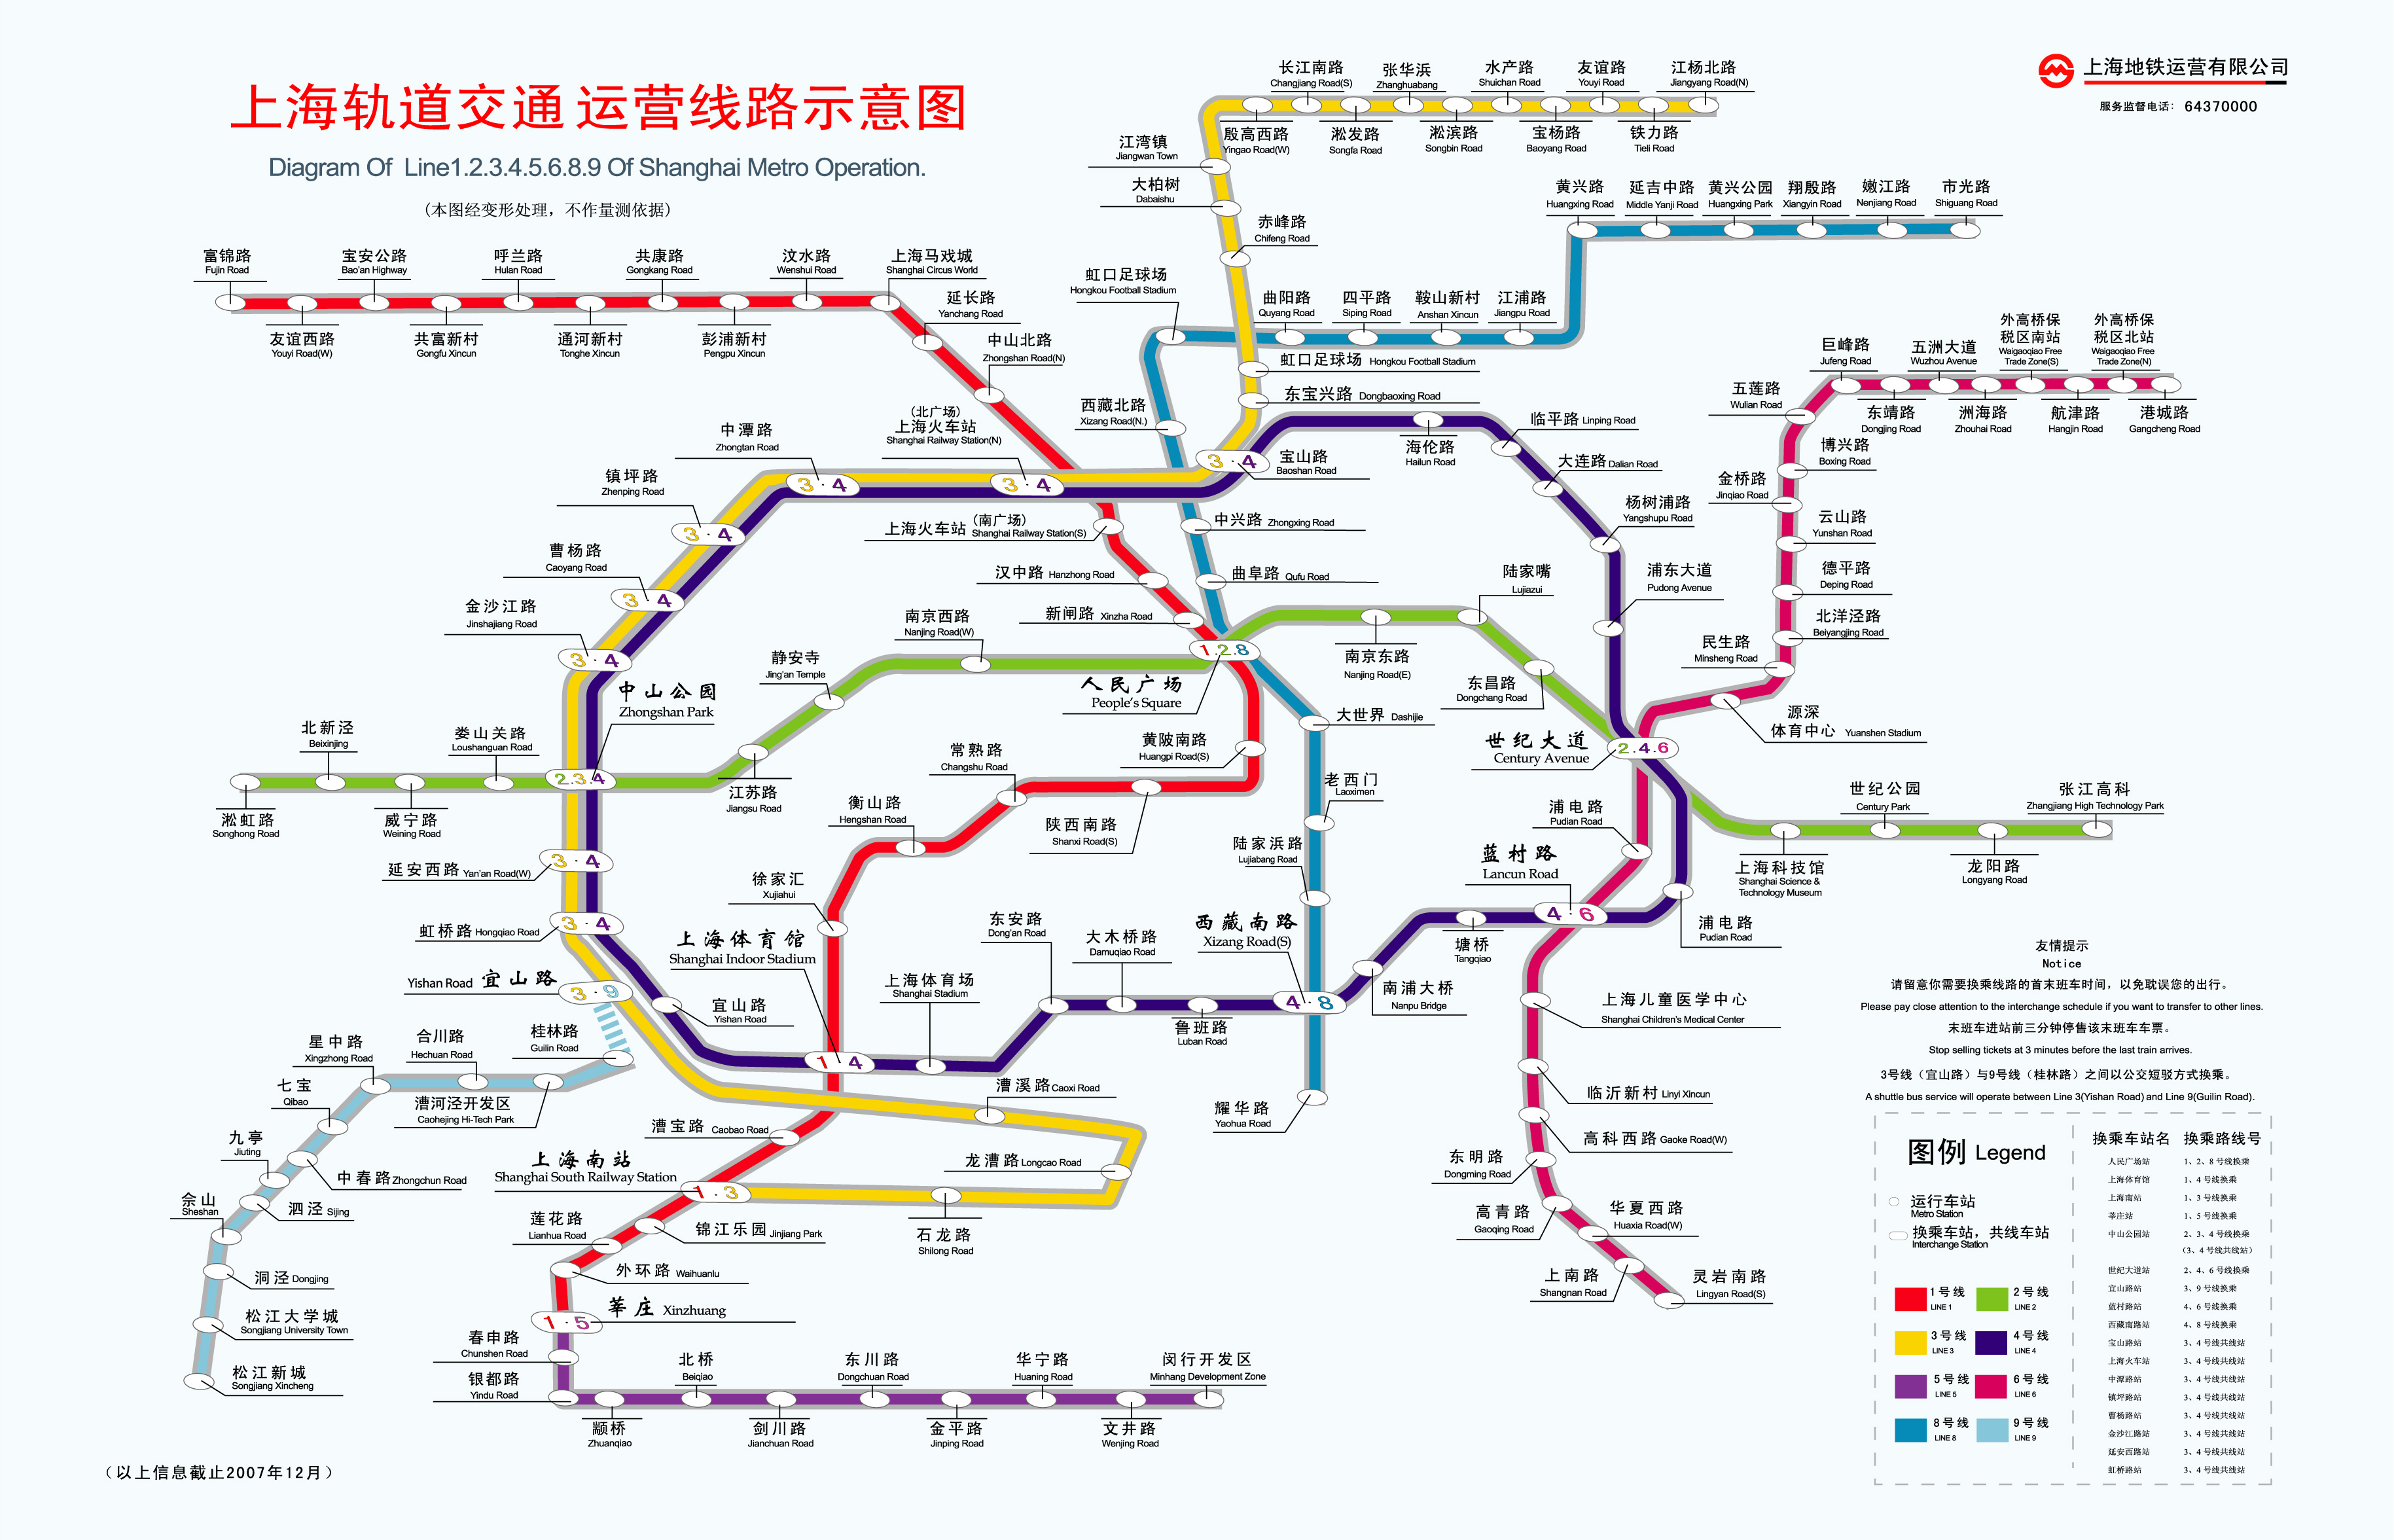 上海轨道交通 运营线路示意图
Diagram Of Line1.2.3.4.5.6.8.9 Of Shanghai Metro Operation.
(本图经变形处理，不作量测依据)
上海地铁运营有限公司
服务监督电话： 64370000
长江南路
Changjiang Road(S)
张华浜
Zhanghuabang
水产路
Shuichan Road
友谊路
Youyi Road
江杨北路
Jiangyang Road(N)
殷高西路
Yingao Road(W)
淞发路
Songfa Road
淞滨路
Songbin Road
宝杨路
Baoyang Road
铁力路
Tieli Road
江湾镇
Jiangwan Town
大柏树
Dabaishu
赤峰路
Chifeng Road
黄兴路
Huangxing Road
延吉中路
Middle Yanji Road
黄兴公园
Huangxing Park
翔殷路
Xiangyin Road
嫩江路
Nenjiang Road
市光路
Shiguang Road
富锦路
Fujin Road
宝安公路
Bao'an Highway
呼兰路
Hulan Road
共康路
Gongkang Road
汶水路
Wenshui Road
上海马戏城
Shanghai Circus World
友谊西路
Youyi Road(W)
共富新村
Gongfu Xincun
通河新村
Tonghe Xincun
彭浦新村
Pengpu Xincun
延长路
Yanchang Road
中山北路
Zhongshan Road(N)
虹口足球场
Hongkou Football Stadium
曲阳路
Quyang Road
四平路
Siping Road
鞍山新村
Anshan Xincun
江浦路
Jiangpu Road
虹口足球场 Hongkou Football Stadium
东宝兴路 Dongbaoxing Road
西藏北路
Xizang Road(N.)
巨峰路
Jufeng Road
五洲大道
Wuzhou Avenue
外高桥保
税区南站
Waigaoqiao Free
Trade Zone(S)
外高桥保
税区北站
Waigaoqiao Free
Trade Zone(N)
五莲路
Wulian Road
东靖路
Dongjing Road
洲海路
Zhouhai Road
航津路
Hangjin Road
港城路
Gangcheng Road
博兴路
Boxing Road
金桥路
Jinqiao Road
云山路
Yunshan Road
德平路
Deping Road
北洋泾路
Beiyangjing Road
民生路
Minsheng Road
源深
体育中心 Yuanshen Stadium
(北广场)
上海火车站
Shanghai Railway Station(N)
中潭路
Zhongtan Road
镇坪路
Zhenping Road
曹杨路
Caoyang Road
金沙江路
Jinshajiang Road
3·4
3·4
3·4
3·4
3·4
3·4
宝山路
Baoshan Road
海伦路
Hailun Road
临平路 Linping Road
大连路 Dalian Road
杨树浦路
Yangshupu Road
浦东大道
Pudong Avenue
上海火车站
(南广场)
Shanghai Railway Station(S)
中兴路 Zhongxing Road
汉中路 Hanzhong Road
曲阜路 Qufu Road
新闸路 Xinzha Road
南京西路
Nanjing Road(W)
静安寺
Jing'an Temple
1.2.8
人民广场
People's Square
南京东路
Nanjing Road(E)
陆家嘴
Lujiazui
东昌路
Dongchang Road
中山公园
Zhongshan Park
北新泾
Beixinjing
娄山关路
Loushanguan Road
淞虹路
Songhong Road
威宁路
Weining Road
2.3.4
江苏路
Jiangsu Road
大世界 Dashijie
黄陂南路
Huangpi Road(S)
常熟路
Changshu Road
衡山路
Hengshan Road
陕西南路
Shanxi Road(S)
老西门
Laoximen
陆家浜路
Lujiabang Road
世纪大道
Century Avenue
2.4.6
浦电路
Pudian Road
世纪公园
Century Park
张江高科
Zhangjiang High Technology Park
上海科技馆
Shanghai Science &
Technology Museum
龙阳路
Longyang Road
蓝村路
Lancun Road
4·6
浦电路
Pudian Road
塘桥
Tangqiao
延安西路 Yan'an Road(W)
3·4
虹桥路 Hongqiao Road
3·4
徐家汇
Xujiahui
上海体育馆
Shanghai Indoor Stadium
1·4
上海体育场
Shanghai Stadium
东安路
Dong'an Road
大木桥路
Damuqiao Road
鲁班路
Luban Road
西藏南路
Xizang Road(S)
4·8
南浦大桥
Nanpu Bridge
耀华路
Yaohua Road
Yishan Road 宜山路
3·9
宜山路
Yishan Road
桂林路
Guilin Road
合川路
Hechuan Road
星中路
Xingzhong Road
漕河泾开发区
Caohejing Hi-Tech Park
七宝
Qibao
九亭
Jiuting
中春路 Zhongchun Road
泗泾 Sijing
佘山
Sheshan
洞泾 Dongjing
松江大学城
Songjiang University Town
松江新城
Songjiang Xincheng
漕溪路 Caoxi Road
漕宝路 Caobao Road
龙漕路 Longcao Road
石龙路
Shilong Road
上海南站
Shanghai South Railway Station
1·3
莲花路
Lianhua Road
锦江乐园 Jinjiang Park
外环路 Waihuanlu
莘庄 Xinzhuang
1·5
春申路
Chunshen Road
银都路
Yindu Road
颛桥
Zhuanqiao
北桥
Beiqiao
剑川路
Jianchuan Road
东川路
Dongchuan Road
金平路
Jinping Road
华宁路
Huaning Road
文井路
Wenjing Road
闵行开发区
Minhang Development Zone
上海儿童医学中心
Shanghai Children's Medical Center
临沂新村 Linyi Xincun
高科西路 Gaoke Road(W)
东明路
Dongming Road
高青路
Gaoqing Road
华夏西路
Huaxia Road(W)
上南路
Shangnan Road
灵岩南路
Lingyan Road(S)
友情提示
Notice
请留意你需要换乘线路的首末班车时间，以免耽误您的出行。
Please pay close attention to the interchange schedule if you want to transfer to other lines.
末班车进站前三分钟停售该末班车车票。
Stop selling tickets at 3 minutes before the last train arrives.
3号线（宜山路）与9号线（桂林路）之间以公交短驳方式换乘。
A shuttle bus service will operate between Line 3(Yishan Road) and Line 9(Guilin Road).
图例 Legend
运行车站
Metro Station
换乘车站，共线车站
Interchange Station
1号线
LINE 1
2号线
LINE 2
3号线
LINE 3
4号线
LINE 4
5号线
LINE 5
6号线
LINE 6
8号线
LINE 8
9号线
LINE 9
换乘车站名 换乘路线号
人民广场站 1、2、8号线换乘
上海体育馆 1、4号线换乘
上海南站 1、3号线换乘
莘庄站 1、5号线换乘
中山公园站 2、3、4号线换乘
（3、4号线共线站）
世纪大道站 2、4、6号线换乘
宜山路站 3、9号线换乘
蓝村路站 4、6号线换乘
西藏南路站 4、8号线换乘
宝山路站 3、4号线共线站
上海火车站 3、4号线共线站
中潭路站 3、4号线共线站
镇坪路站 3、4号线共线站
曹杨路站 3、4号线共线站
金沙江路站 3、4号线共线站
延安西路站 3、4号线共线站
虹桥路站 3、4号线共线站
（以上信息截止2007年12月）